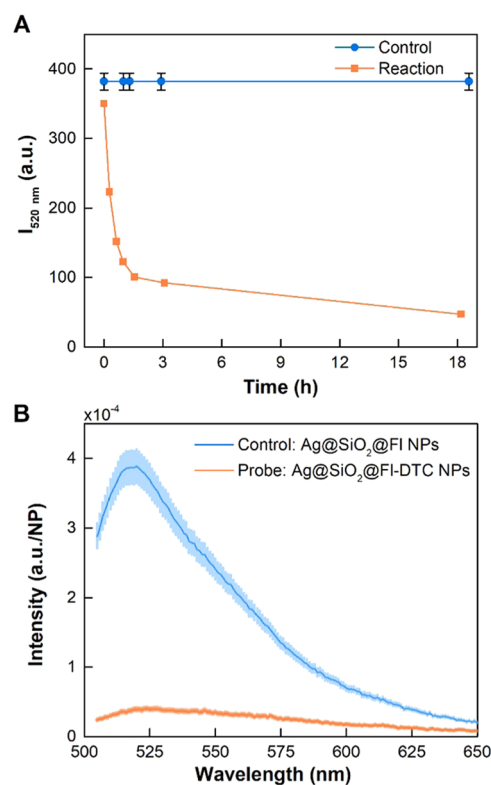 A
Control
Reaction
400
300
200
100
0
I520 nm (a.u.)
0 3 6 9 12 15 18
Time (h)
B
x10-4
Control: Ag@SiO2@FI NPs
Probe: Ag@SiO2@FI-DTC NPs
4
3
2
1
0
Intensity (a.u./NP)
500 525 550 575 600 625 650
Wavelength (nm)